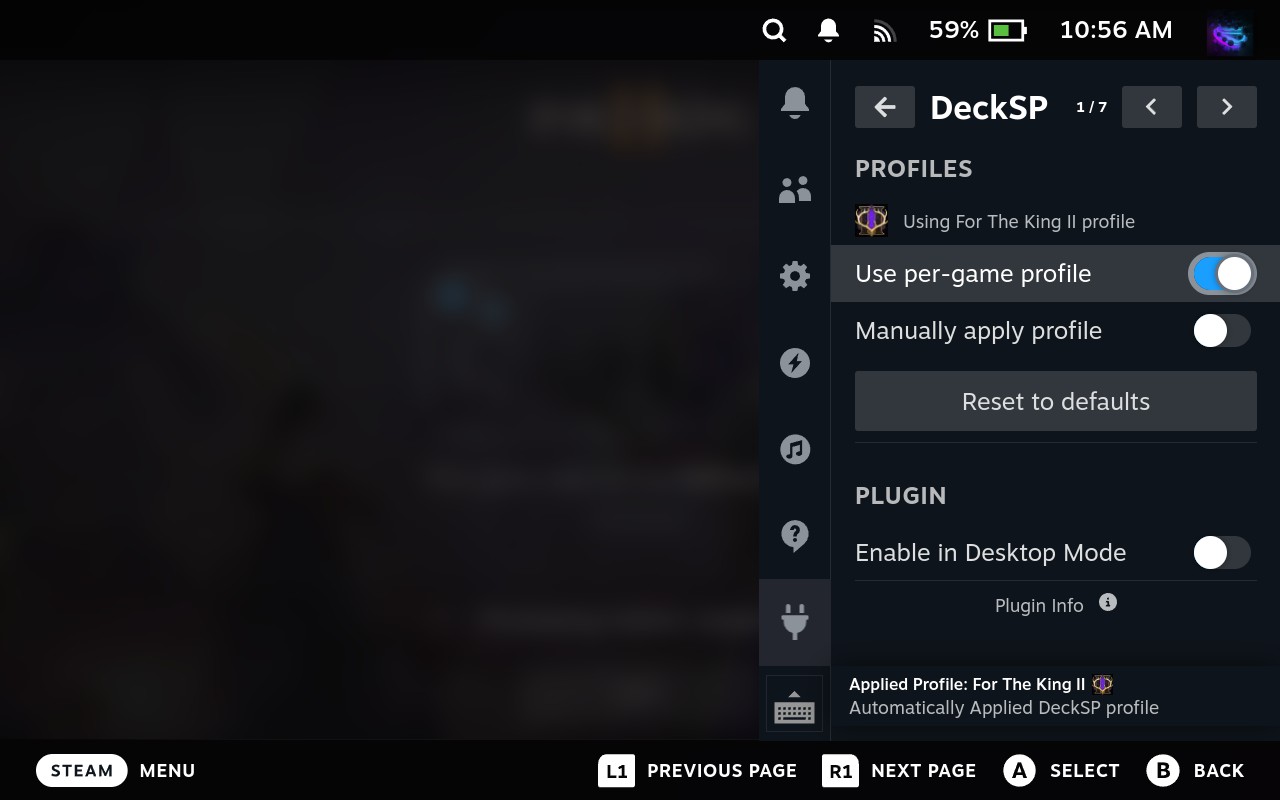 59% 10:56 AM
DeckSP 1 / 7
PROFILES
Using For The King II profile
Use per-game profile
Manually apply profile
Reset to defaults
PLUGIN
Enable in Desktop Mode
Plugin Info
Applied Profile: For The King II
Automatically Applied DeckSP profile
STEAM MENU L1 PREVIOUS PAGE R1 NEXT PAGE A SELECT B BACK